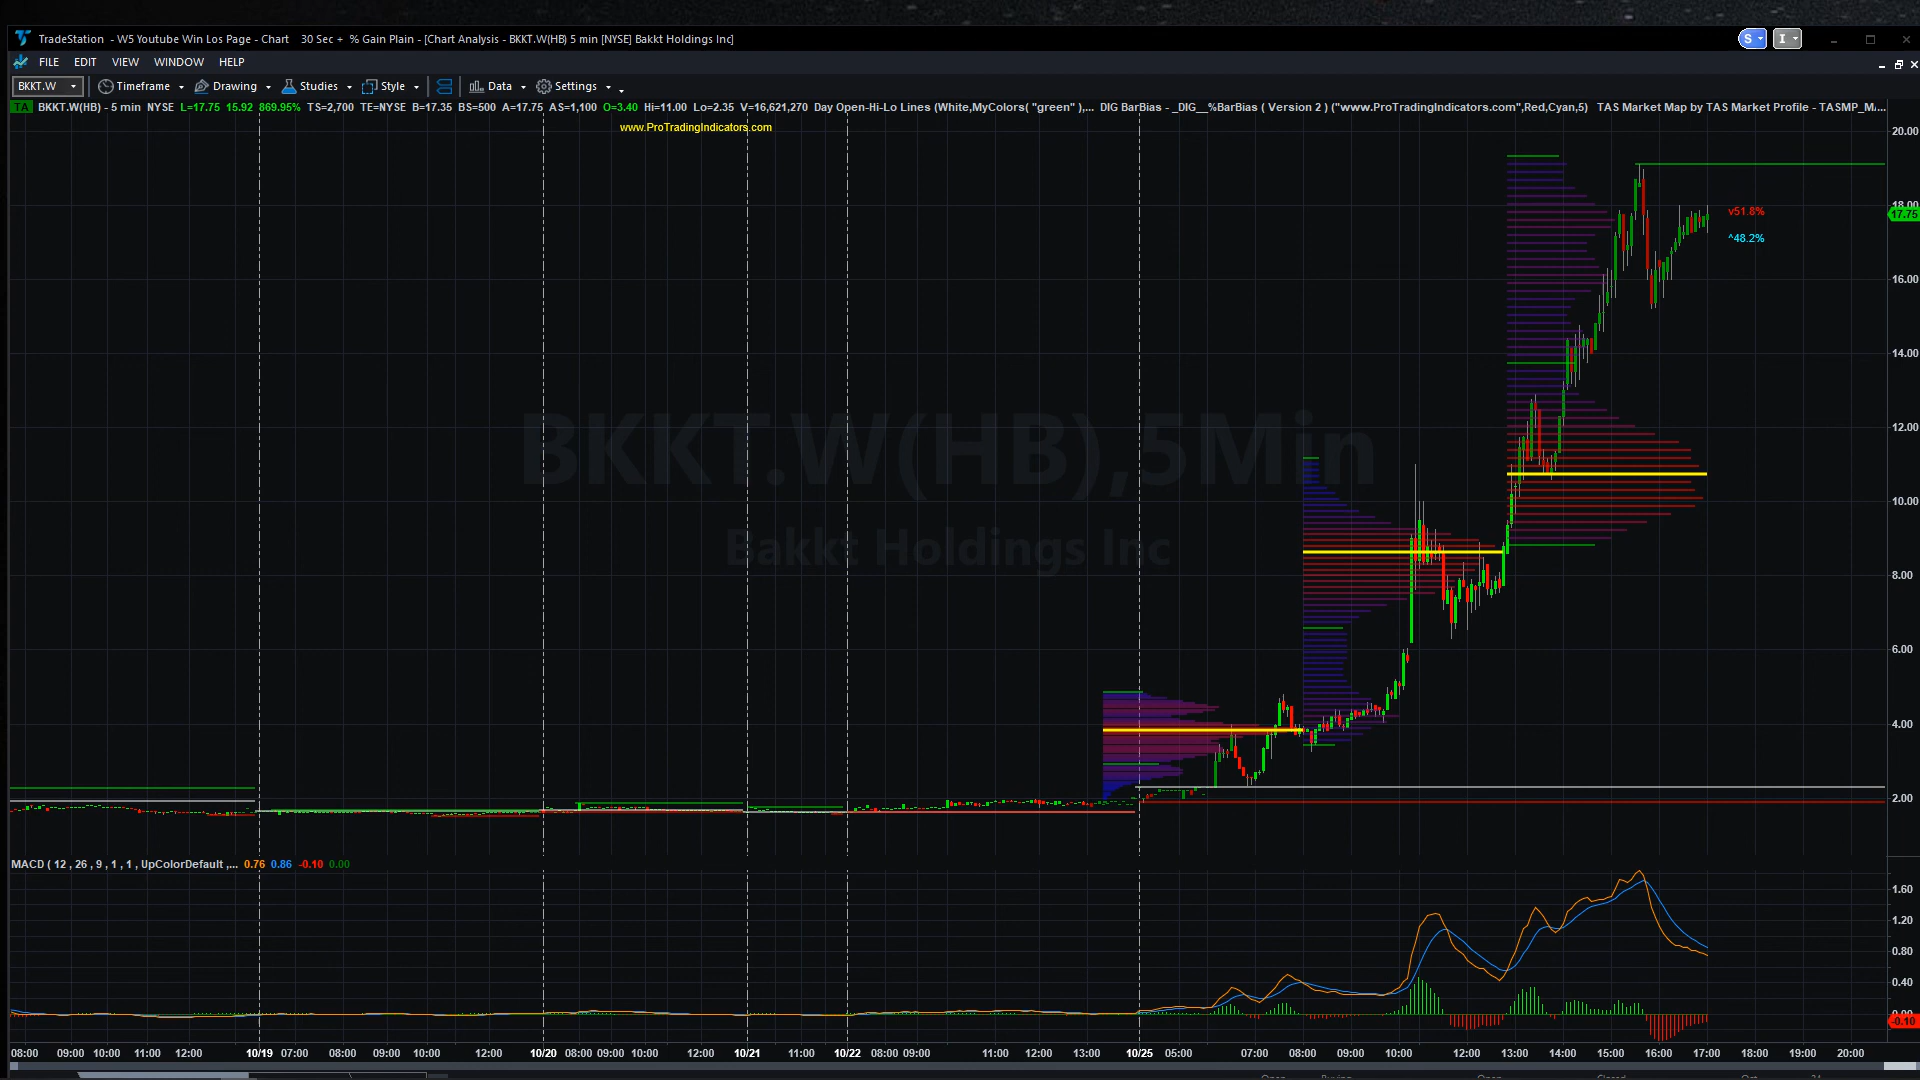 TradeStation - W5 Youtube Win Los Page - Chart 30 Sec + % Gain Plain - [Chart Analysis - BKKT.W(HB) 5 min [NYSE] Bakkt Holdings Inc]
S I
FILE EDIT VIEW WINDOW HELP
BKKT.W Timeframe Drawing Studies Style Data Settings
TA BKKT.W(HB) - 5 min NYSE L=17.75 15.92 869.95% TS=2,700 TE=NYSE B=17.35 BS=500 A=17.75 AS=1,100 O=3.40 Hi=11.00 Lo=2.35 V=16,621,270 Day Open-Hi-Lo Lines (White,MyColors( "green" ),... DIG BarBias - _DIG__%BarBias ( Version 2 ) ("www.ProTradingIndicators.com",Red,Cyan,5) TAS Market Map by TAS Market Profile - TASMP_M...
www.ProTradingIndicators.com
20.00
18.00
v51.8%
17.75
^48.2%
16.00
14.00
12.00
BKKT.W(HB),5Min
10.00
Bakkt Holdings Inc
8.00
6.00
4.00
2.00
MACD ( 12 , 26 , 9 , 1 , 1 , UpColorDefault ,... 0.76 0.86 -0.10 0.00
1.60
1.20
0.80
0.40
0.00
-0.10
08:00 09:00 10:00 11:00 12:00 10/19 07:00 08:00 09:00 10:00 12:00 10/20 08:00 09:00 10:00 12:00 10/21 11:00 10/22 08:00 09:00 11:00 12:00 13:00 10/25 05:00 07:00 08:00 09:00 10:00 12:00 13:00 14:00 15:00 16:00 17:00 18:00 19:00 20:00